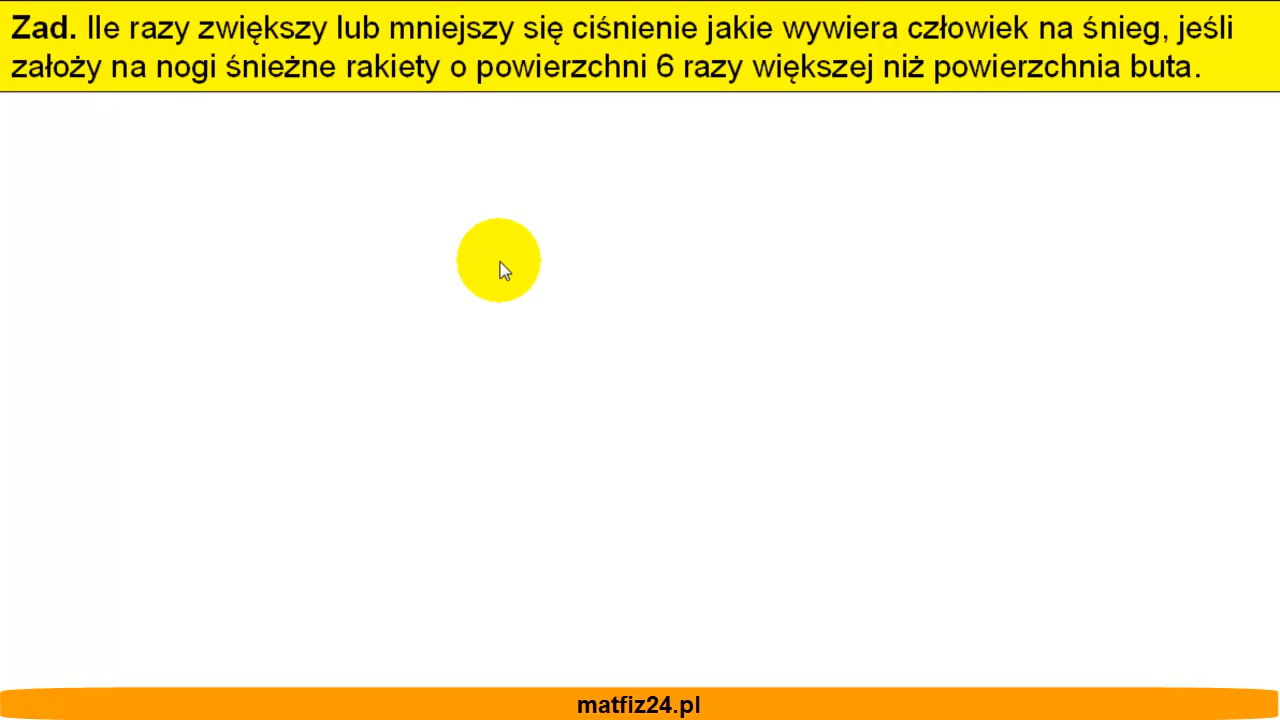 Zad. Ile razy zwiększy lub mniejszy się ciśnienie jakie wywiera człowiek na śnieg, jeśli
założy na nogi śnieżne rakiety o powierzchni 6 razy większej niż powierzchnia buta.
matfiz24.pl